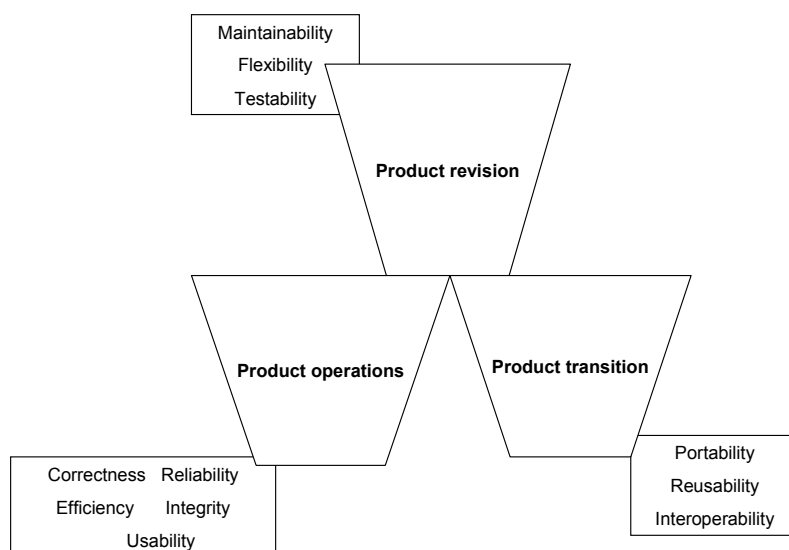 Maintainability
Flexibility
Testability
Product revision
Product operations
Product transition
Correctness Reliability
Efficiency Integrity
Usability
Portability
Reusability
Interoperability